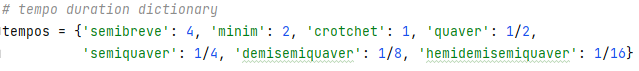 # tempo duration dictionary
tempos = {'semibreve': 4, 'minim': 2, 'crotchet': 1, 'quaver': 1/2,
'semiquaver': 1/4, 'demisemiquaver': 1/8, 'hemidemisemiquaver': 1/16}